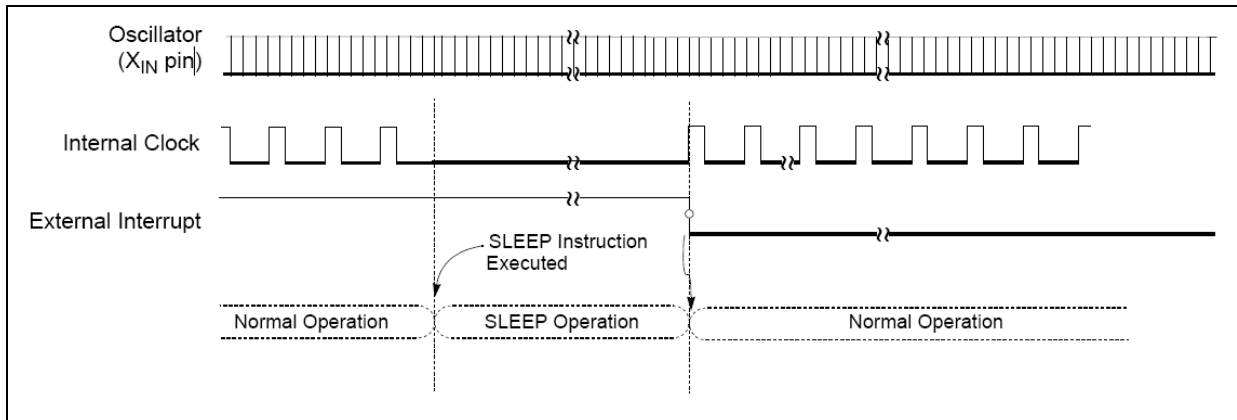 Oscillator
(XIN pin)
Internal Clock
External Interrupt
SLEEP Instruction
Executed
Normal Operation
SLEEP Operation
Normal Operation